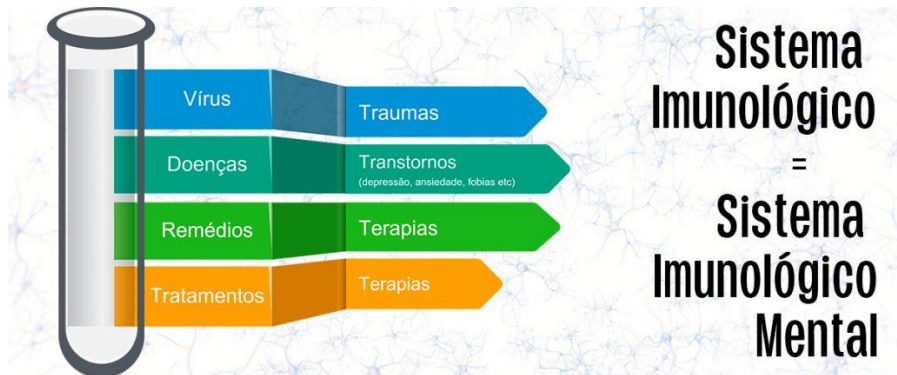 Vírus
Traumas
Doenças
Transtornos
(depressão, ansiedade, fobias etc)
Remédios
Terapias
Tratamentos
Terapias
Sistema
Imunológico
=
Sistema
Imunológico
Mental